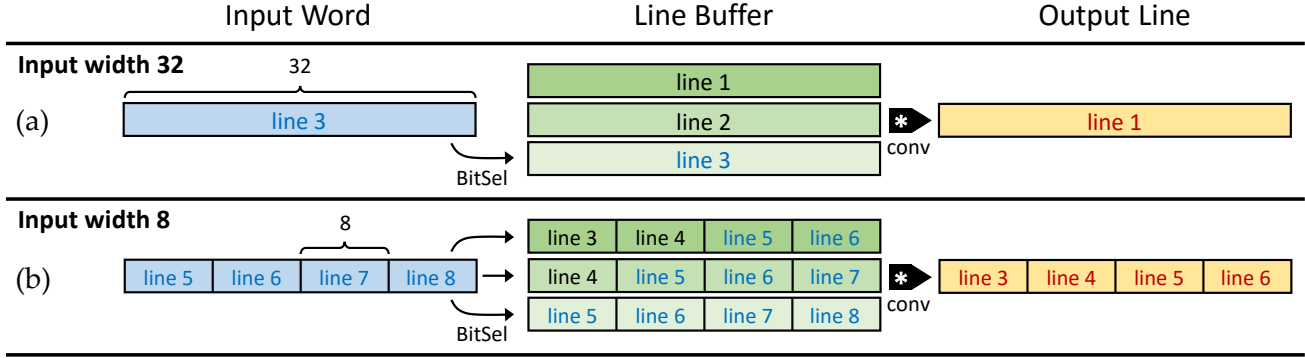 Input Word Line Buffer Output Line
Input width 32
32
line 1
(a) line 3 line 2 * line 1
conv
line 3
BitSel
Input width 8
8
line 3 line 4 line 5 line 6
(b) line 5 line 6 line 7 line 8 line 4 line 5 line 6 line 7 * line 3 line 4 line 5 line 6
conv
line 5 line 6 line 7 line 8
BitSel